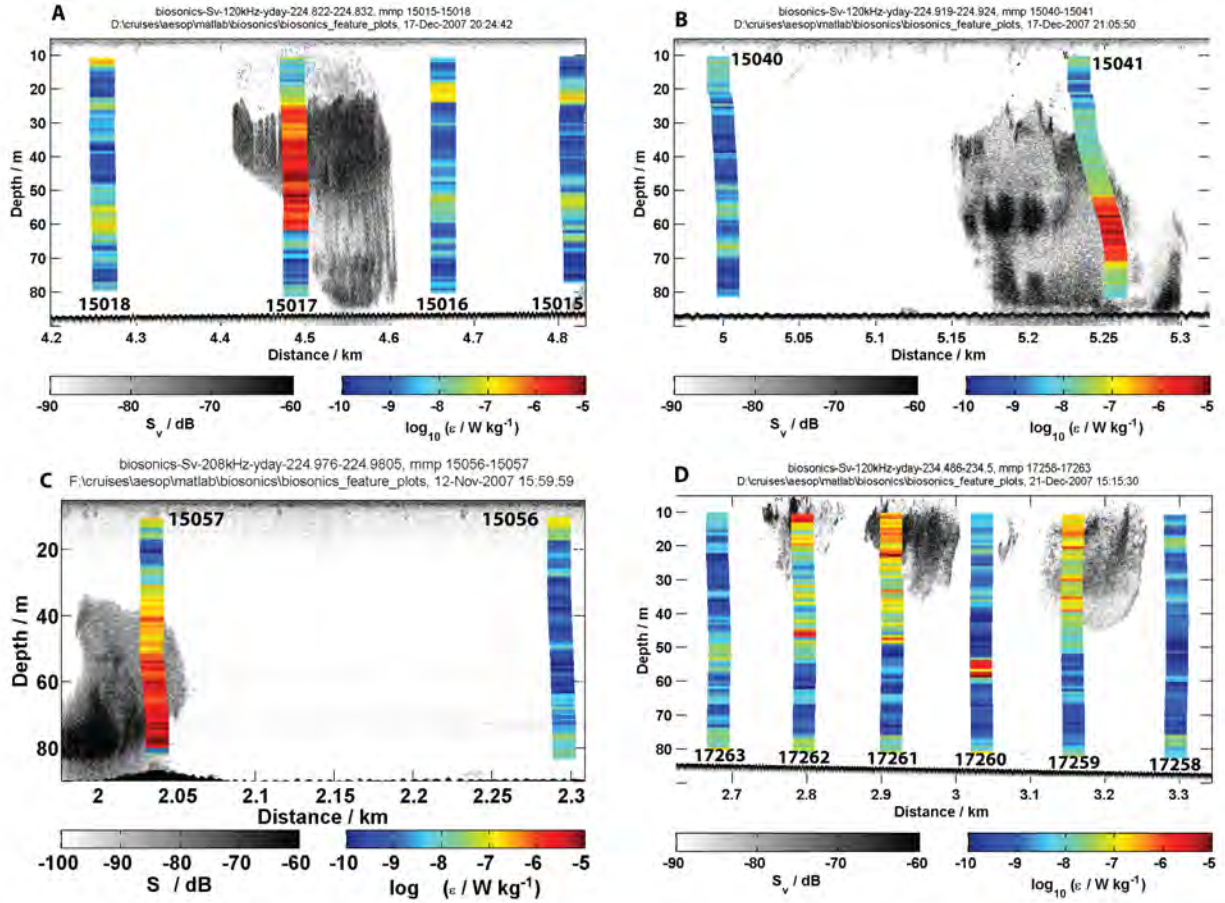 A
biosonics-Sv-120kHz-yday-224.822-224.832, mmp 15015-15018
D:\cruises\aesop\matlab\biosonics\biosonics_feature_plots, 17-Dec-2007 20:24:42
10
20
30
40
50
60
70
80
Depth / m
15018
15017
15016
15015
4.2 4.3 4.4 4.5 4.6 4.7 4.8
Distance / km
-90 -80 -70 -60
S_v / dB
-10 -9 -8 -7 -6 -5
log10 (ε / W kg-1)
B
biosonics-Sv-120kHz-yday-224.919-224.924, mmp 15040-15041
D:\cruises\aesop\matlab\biosonics\biosonics_feature_plots, 17-Dec-2007 21:05:50
15040
15041
10
20
30
40
50
60
70
80
Depth / m
5 5.05 5.1 5.15 5.2 5.25 5.3
Distance / km
-90 -80 -70 -60
Sv / dB
-10 -9 -8 -7 -6 -5
log10 (ε / W kg-1)
C
biosonics-Sv-208kHz-yday-224.976-224.9805, mmp 15056-15057
F:\cruises\aesop\matlab\biosonics\biosonics_feature_plots, 12-Nov-2007 15:59:59
15057
15056
20
40
60
80
Depth / m
2 2.05 2.1 2.15 2.2 2.25 2.3
Distance / km
-100 -90 -80 -70 -60
S / dB
-10 -9 -8 -7 -6 -5
log (ε / W kg-1)
D
biosonics-Sv-120kHz-yday-234.486-234.5, mmp 17258-17263
D:\cruises\aesop\matlab\biosonics\biosonics_feature_plots, 21-Dec-2007 15:15:30
10
20
30
40
50
60
70
80
Depth / m
17263
17262
17261
17260
17259
17258
2.7 2.8 2.9 3 3.1 3.2 3.3
Distance / km
-90 -80 -70 -60
Sv / dB
-10 -9 -8 -7 -6 -5
log10 (ε / W kg-1)